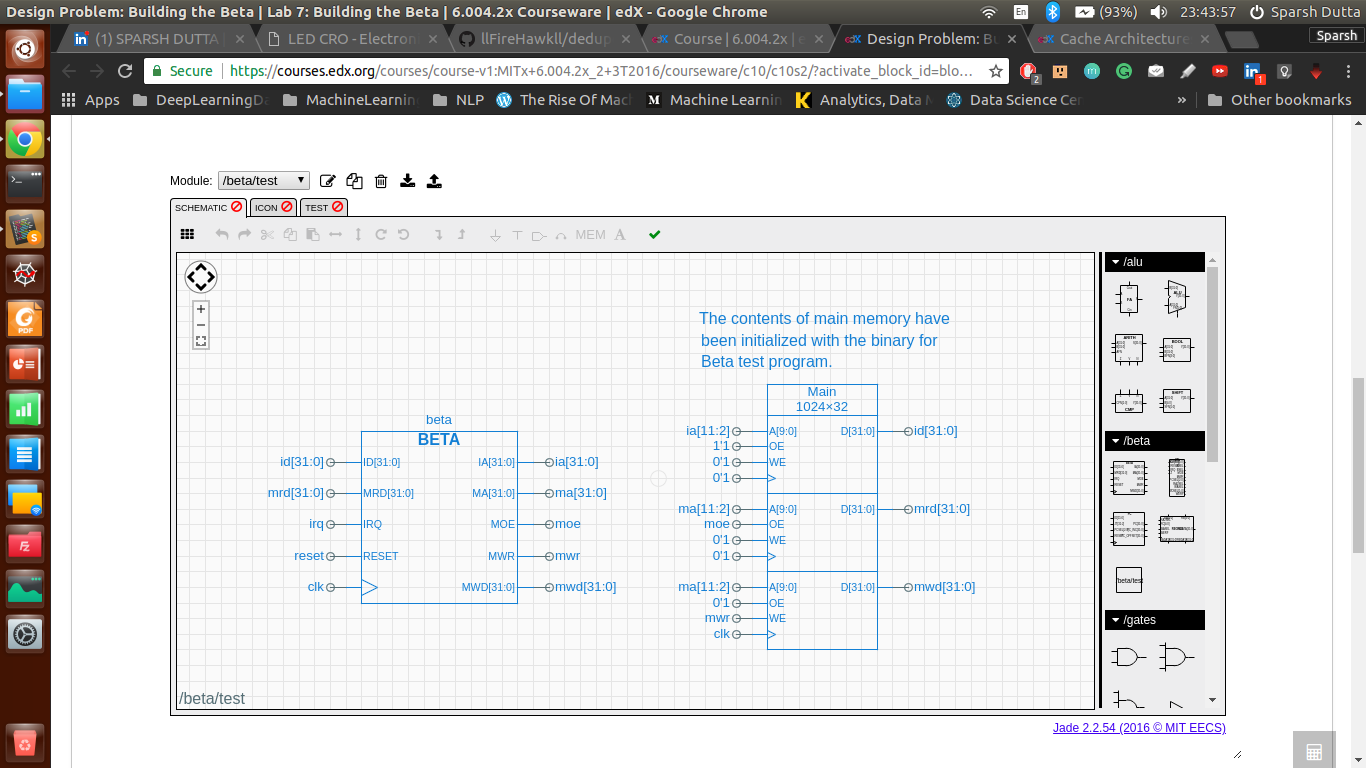 Design Problem: Building the Beta | Lab 7: Building the Beta | 6.004.2x Courseware | edX - Google Chrome
En
(93%)
23:43:57
Sparsh Dutta
(1) SPARSH DUTTA
LED CRO - Electron
llFireHawkll/dedup
Course | 6.004.2x | e
Design Problem: Bu
Cache Architecture
Sparsh
Secure
https://courses.edx.org/courses/course-v1:MITx+6.004.2x_2+3T2016/courseware/c10/c10s2/?activate_block_id=blo...
2
1
Apps
DeepLearningDa
MachineLearning
NLP
The Rise Of Mac
Machine Learnin
Analytics, Data M
Data Science Cen
»
Other bookmarks
Module:
/beta/test
SCHEMATIC
ICON
TEST
MEM
A
+
−
The contents of main memory have
been initialized with the binary for
Beta test program.
beta
BETA
id[31:0]
ID[31:0]
IA[31:0]
ia[31:0]
mrd[31:0]
MRD[31:0]
MA[31:0]
ma[31:0]
irq
IRQ
MOE
moe
reset
RESET
MWR
mwr
clk
MWD[31:0]
mwd[31:0]
Main
1024×32
ia[11:2]
A[9:0]
D[31:0]
id[31:0]
1'1
OE
0'1
WE
0'1
ma[11:2]
A[9:0]
D[31:0]
mrd[31:0]
moe
OE
0'1
WE
0'1
ma[11:2]
A[9:0]
D[31:0]
mwd[31:0]
0'1
OE
mwr
WE
clk
/beta/test
/alu
FA
ALU
ARITH
BOOL
CMP
SHIFT
/beta
/beta/test
/gates
Jade 2.2.54 (2016 © MIT EECS)